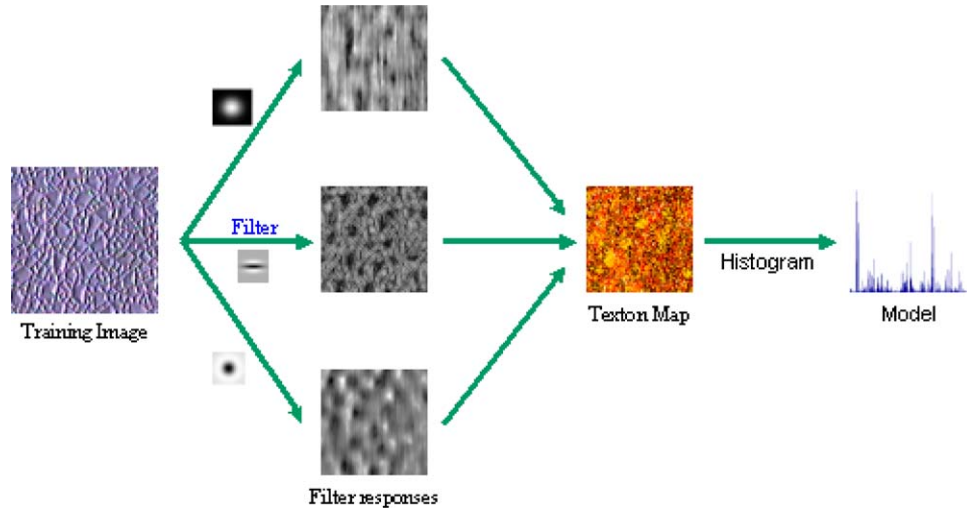 Filter
Training Image
Filter responses
Texton Map
Histogram
Model